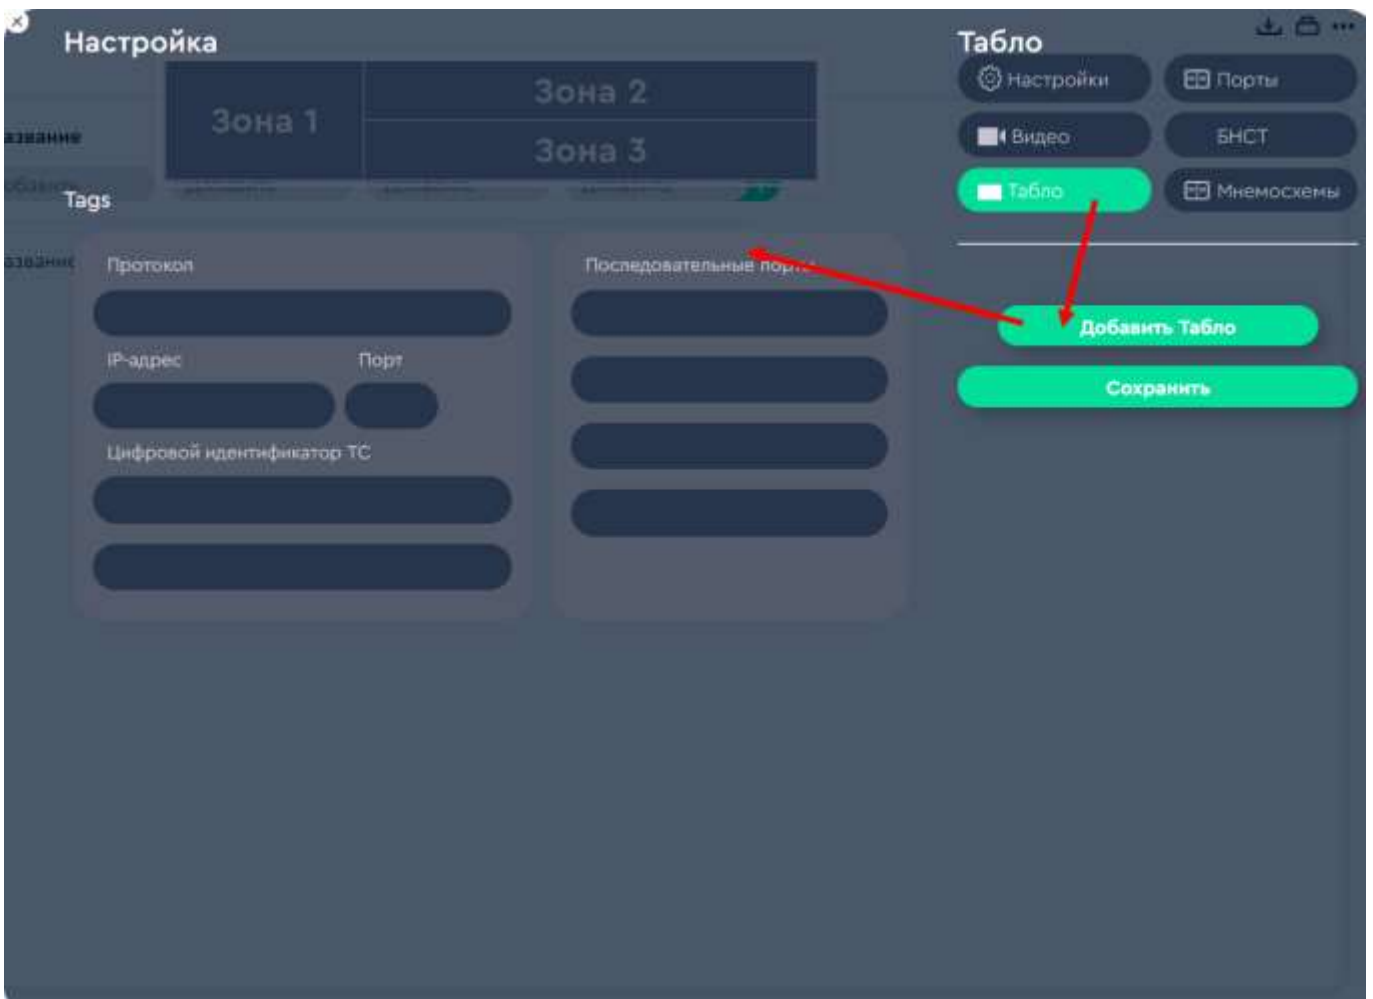 Настройка
Зона 1
Зона 2
Зона 3
Tags
Протокол
IP-адрес
Порт
Цифровой идентификатор ТС
Последовательные
Табло
Настройки
Порты
Видео
БНСТ
Табло
Мнемосхемы
Добавить Табло
Сохранить